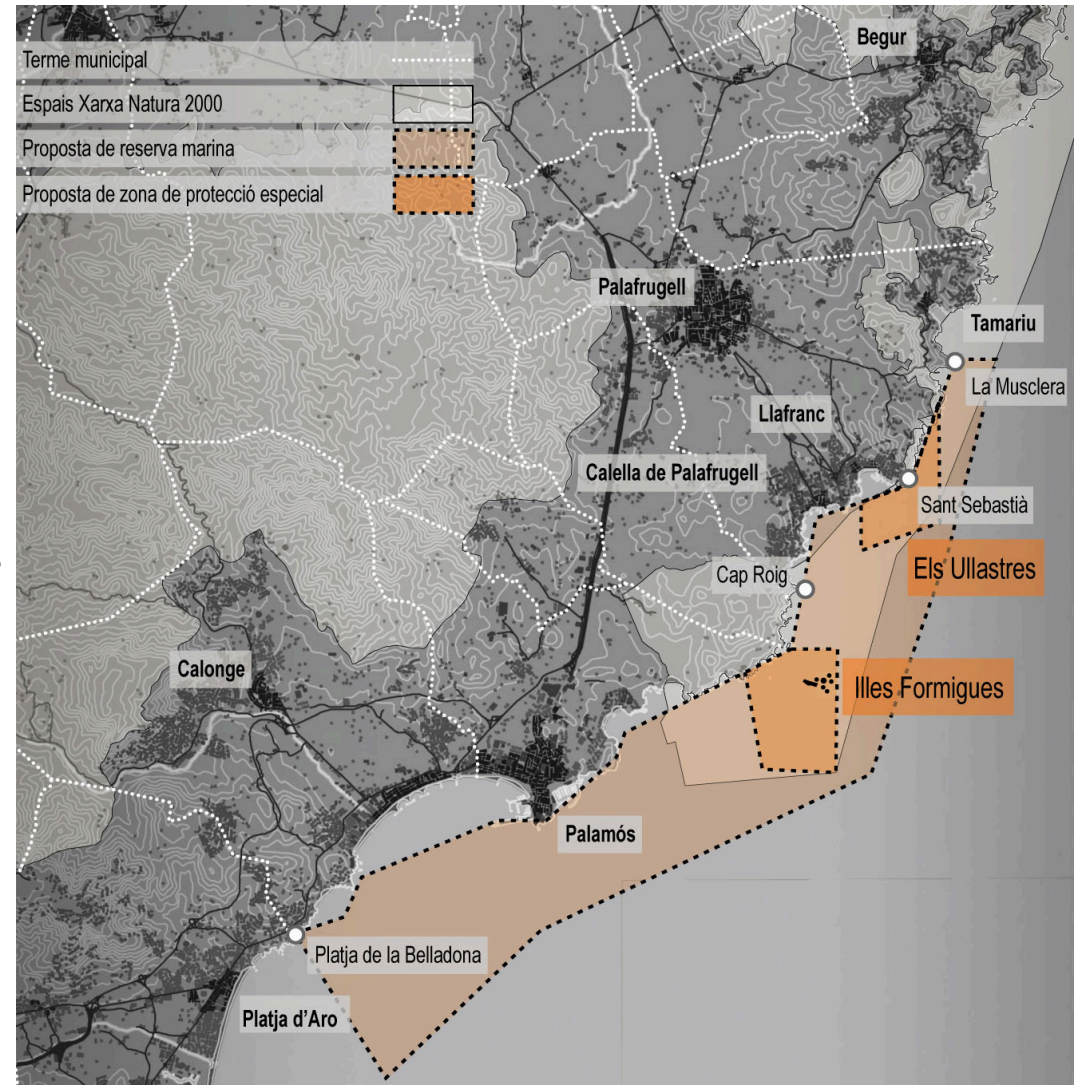 Begur
Terme municipal
Espais Xarxa Natura 2000
Proposta de reserva marina
Proposta de zona de protecció especial
Palafrugell
Tamariu
La Musclera
Llafranc
Calella de Palafrugell
Sant Sebastià
Els Ullastres
Cap Roig
Calonge
Illes Formigues
Palamós
Platja de la Belladona
Platja d'Aro